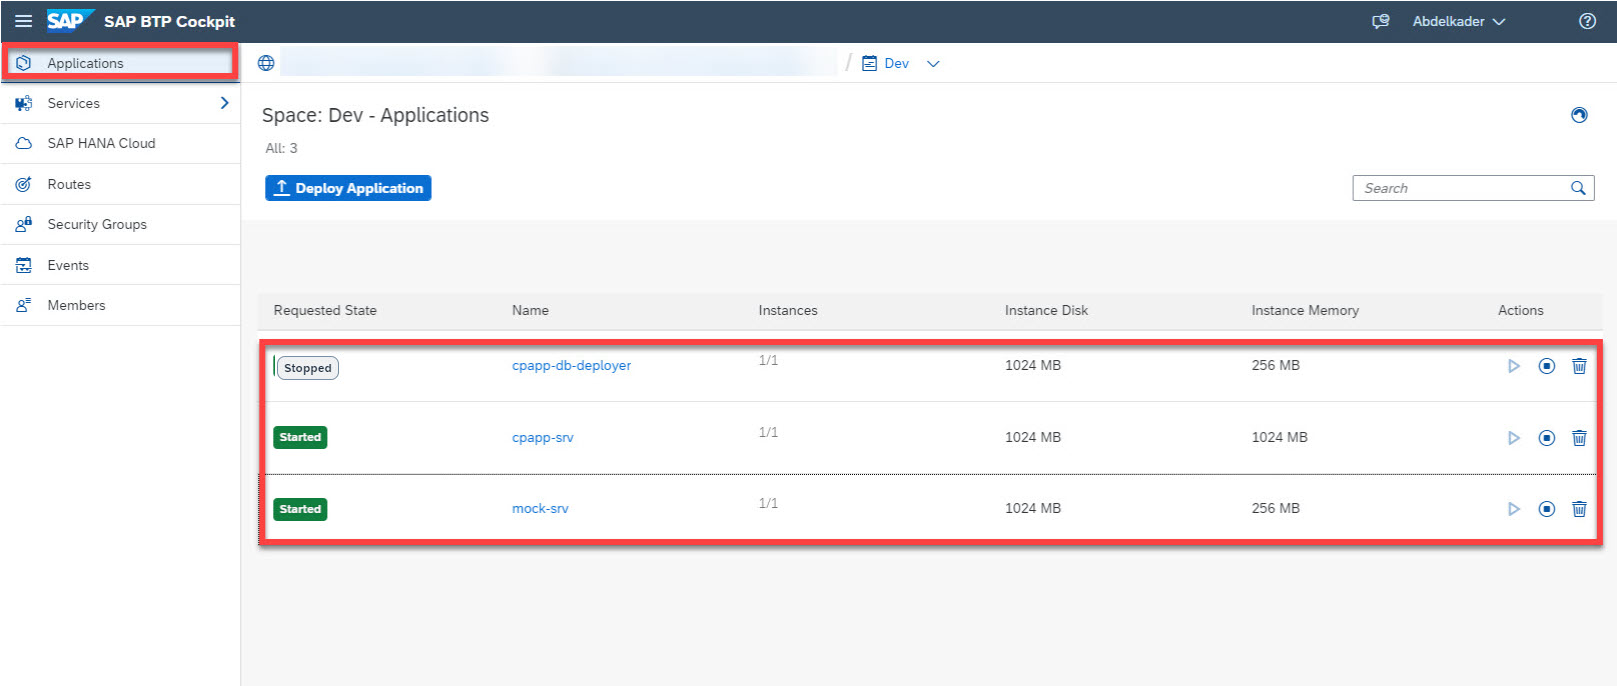 SAP SAP BTP Cockpit Abdelkader
Applications
Dev
Services
SAP HANA Cloud
Routes
Security Groups
Events
Members
Space: Dev - Applications
All: 3
Deploy Application
Search
Requested State Name Instances Instance Disk Instance Memory Actions
Stopped cpapp-db-deployer 1/1 1024 MB 256 MB
Started cpapp-srv 1/1 1024 MB 1024 MB
Started mock-srv 1/1 1024 MB 256 MB